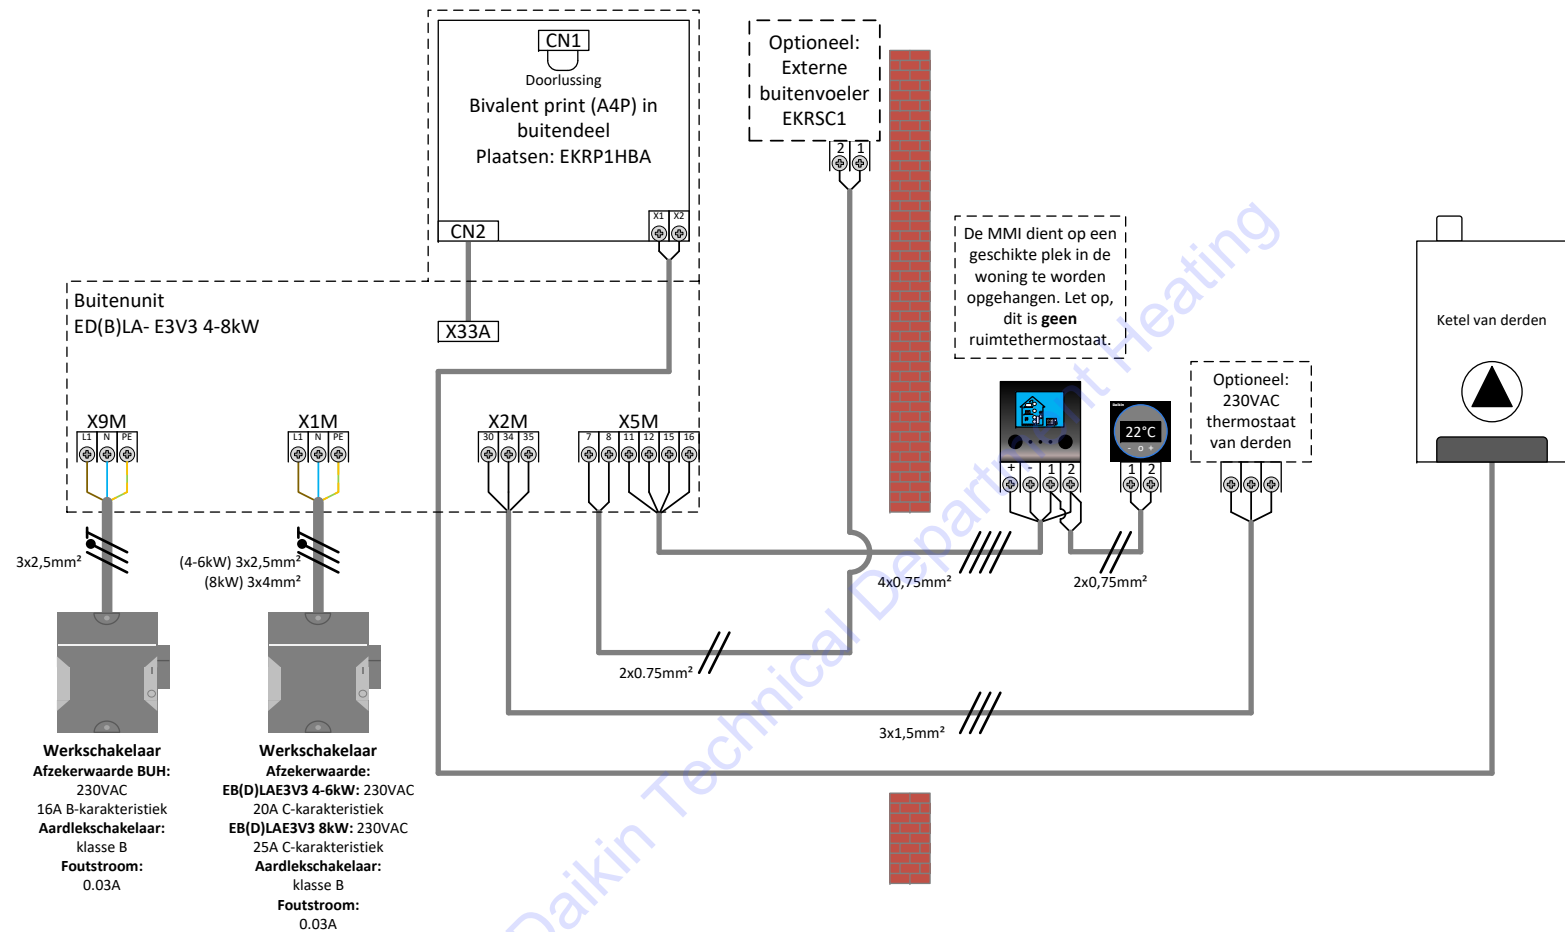 CN1
Doorlussing
Bivalent print (A4P) in
buitendeel
Plaatsen: EKRP1HBA
CN2
X1 X2
X33A
Optioneel:
Externe
buitenvoeler
EKRSC1
2 1
De MMI dient op een
geschikte plek in de
woning te worden
opgehangen. Let op,
dit is geen
ruimtethermostaat.
Ketel van derden
Buitenunit
ED(B)LA- E3V3 4-8kW
X9M
L1 N PE
X1M
L1 N PE
X2M
30 34 35
X5M
7 8 11 12 15 16
+ - 1 2
Daikin
22°C
- o +
1 2
Optioneel:
230VAC
thermostaat
van derden
3x2,5mm²
(4-6kW) 3x2,5mm²
(8kW) 3x4mm²
4x0,75mm²
2x0,75mm²
2x0.75mm²
3x1,5mm²
Werkschakelaar
Afzekerwaarde BUH:
230VAC
16A B-karakteristiek
Aardlekschakelaar:
klasse B
Foutstroom:
0.03A
Werkschakelaar
Afzekerwaarde:
EB(D)LAE3V3 4-6kW: 230VAC
20A C-karakteristiek
EB(D)LAE3V3 8kW: 230VAC
25A C-karakteristiek
Aardlekschakelaar:
klasse B
Foutstroom:
0.03A
Daikin Technical Department Heating